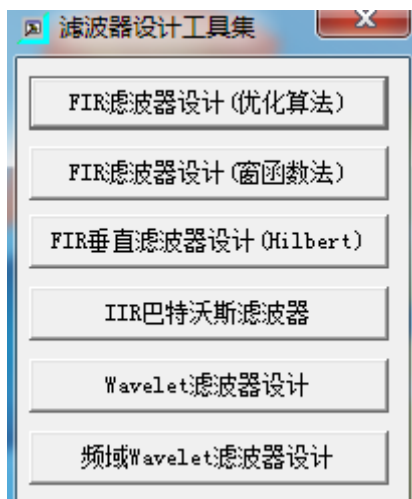 滤波器设计工具集
FIR滤波器设计(优化算法)
FIR滤波器设计(窗函数法)
FIR垂直滤波器设计(Hilbert)
IIR巴特沃斯滤波器
Wavelet滤波器设计
频域Wavelet滤波器设计